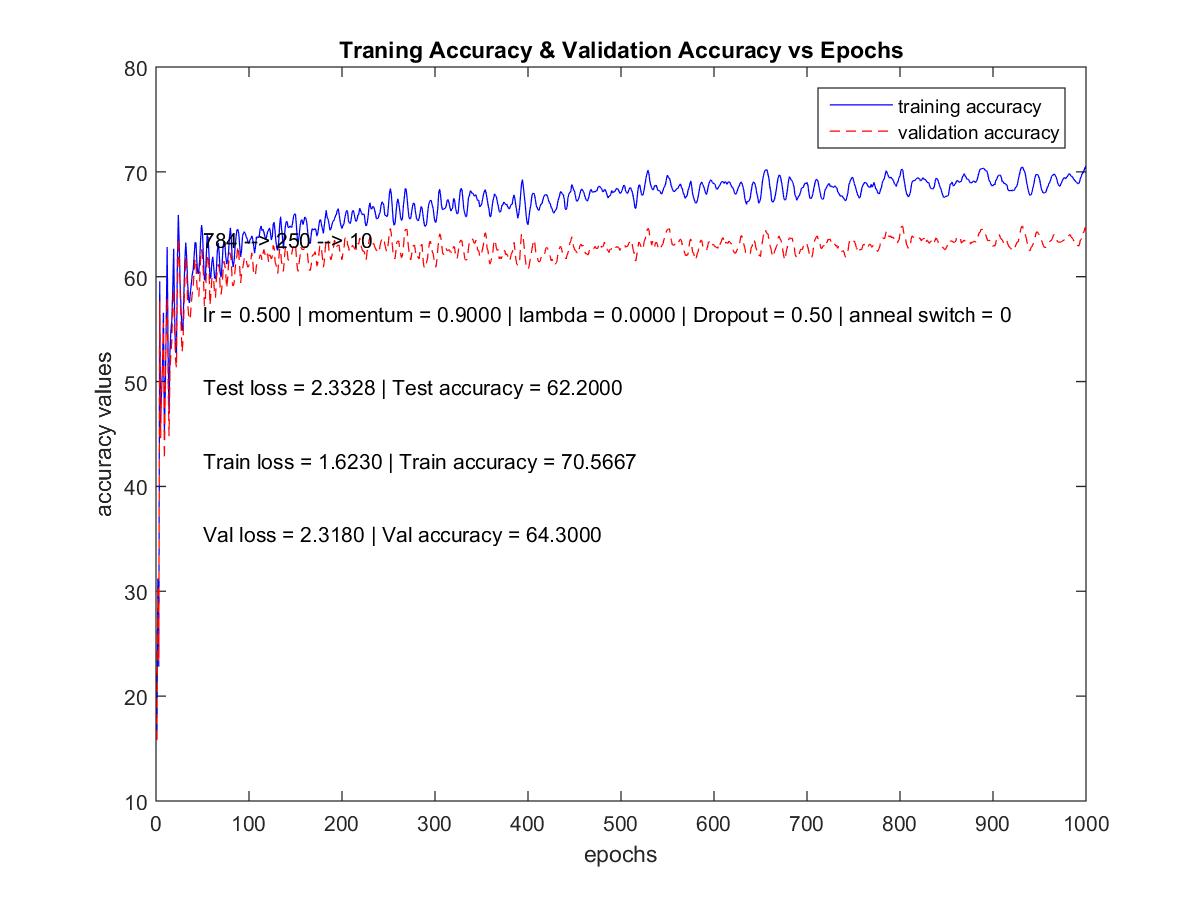 Traning Accuracy & Validation Accuracy vs Epochs
80
70
60
50
40
30
20
10
accuracy values
training accuracy
validation accuracy
784 --> 250 --> 10
lr = 0.500 | momentum = 0.9000 | lambda = 0.0000 | Dropout = 0.50 | anneal switch = 0
Test loss = 2.3328 | Test accuracy = 62.2000
Train loss = 1.6230 | Train accuracy = 70.5667
Val loss = 2.3180 | Val accuracy = 64.3000
0 100 200 300 400 500 600 700 800 900 1000
epochs